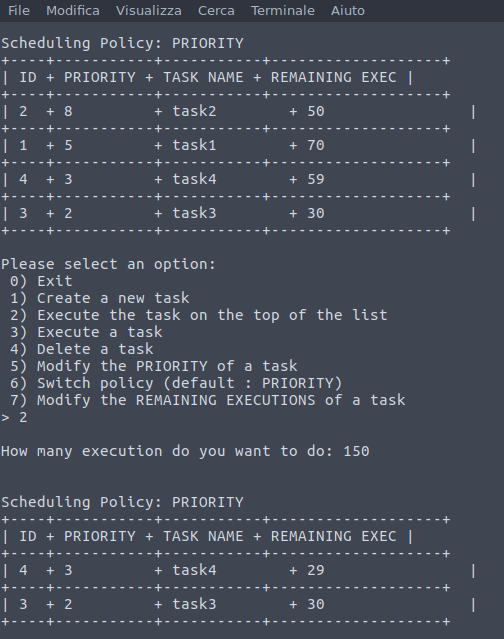 File Modifica Visualizza Cerca Terminale Aiuto
Scheduling Policy: PRIORITY
+----+-----------+-----------+-------------------+
| ID + PRIORITY + TASK NAME + REMAINING EXEC |
+----+-----------+-----------+-------------------+
| 2  + 8        + task2        + 50                |
+----+-----------+-----------+-------------------+
| 1  + 5        + task1        + 70                |
+----+-----------+-----------+-------------------+
| 4  + 3        + task4        + 59                |
+----+-----------+-----------+-------------------+
| 3  + 2        + task3        + 30                |
+----+-----------+-----------+-------------------+
Please select an option:
 0) Exit
 1) Create a new task
 2) Execute the task on the top of the list
 3) Execute a task
 4) Delete a task
 5) Modify the PRIORITY of a task
 6) Switch policy (default : PRIORITY)
 7) Modify the REMAINING EXECUTIONS of a task
> 2
How many execution do you want to do: 150
Scheduling Policy: PRIORITY
+----+-----------+-----------+-------------------+
| ID + PRIORITY + TASK NAME + REMAINING EXEC |
+----+-----------+-----------+-------------------+
| 4  + 3        + task4        + 29                |
+----+-----------+-----------+-------------------+
| 3  + 2        + task3        + 30                |
+----+-----------+-----------+-------------------+